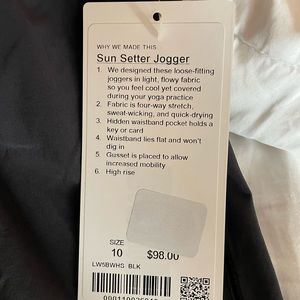 WHY WE MADE THIS
Sun Setter Jogger
1. We designed these loose-fitting
joggers in light, flowy fabric
so you feel cool yet covered
during your yoga practice
2. Fabric is four-way stretch,
sweat-wicking, and quick-drying
3. Hidden waistband pocket holds a
key or card
4. Waistband lies flat and won't
dig in
5. Gusset is placed to allow
increased mobility
6. High rise
SIZE
10 $98.00
LW5BWHS BLK